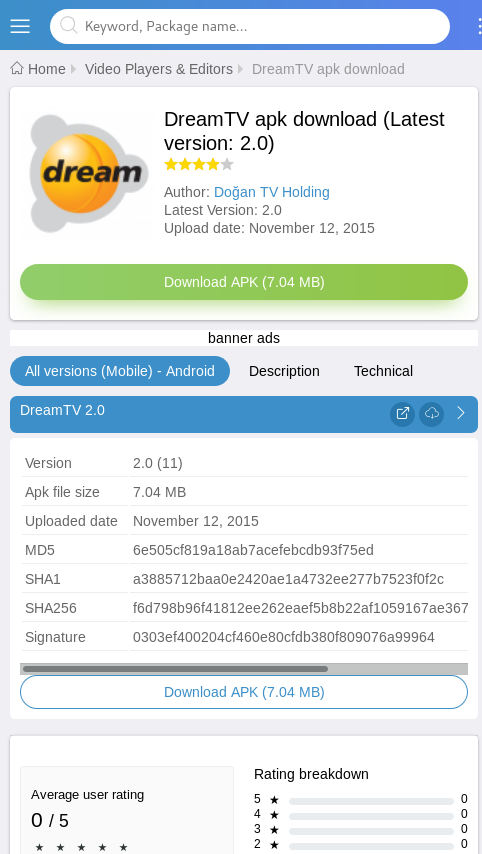 Keyword, Package name...
Home Video Players & Editors DreamTV apk download
dream
DreamTV apk download (Latest
version: 2.0)
Author: Doğan TV Holding
Latest Version: 2.0
Upload date: November 12, 2015
Download APK (7.04 MB)
banner ads
All versions (Mobile) - Android Description Technical
DreamTV 2.0
Version 2.0 (11)
Apk file size 7.04 MB
Uploaded date November 12, 2015
MD5 6e505cf819a18ab7acefebcdb93f75ed
SHA1 a3885712baa0e2420ae1a4732ee277b7523f0f2c
SHA256 f6d798b96f41812ee262eaef5b8b22af1059167ae367
Signature 0303ef400204cf460e80cfdb380f809076a99964
Download APK (7.04 MB)
Rating breakdown
Average user rating
0 / 5
5 ★ 0
4 ★ 0
3 ★ 0
2 ★ 0